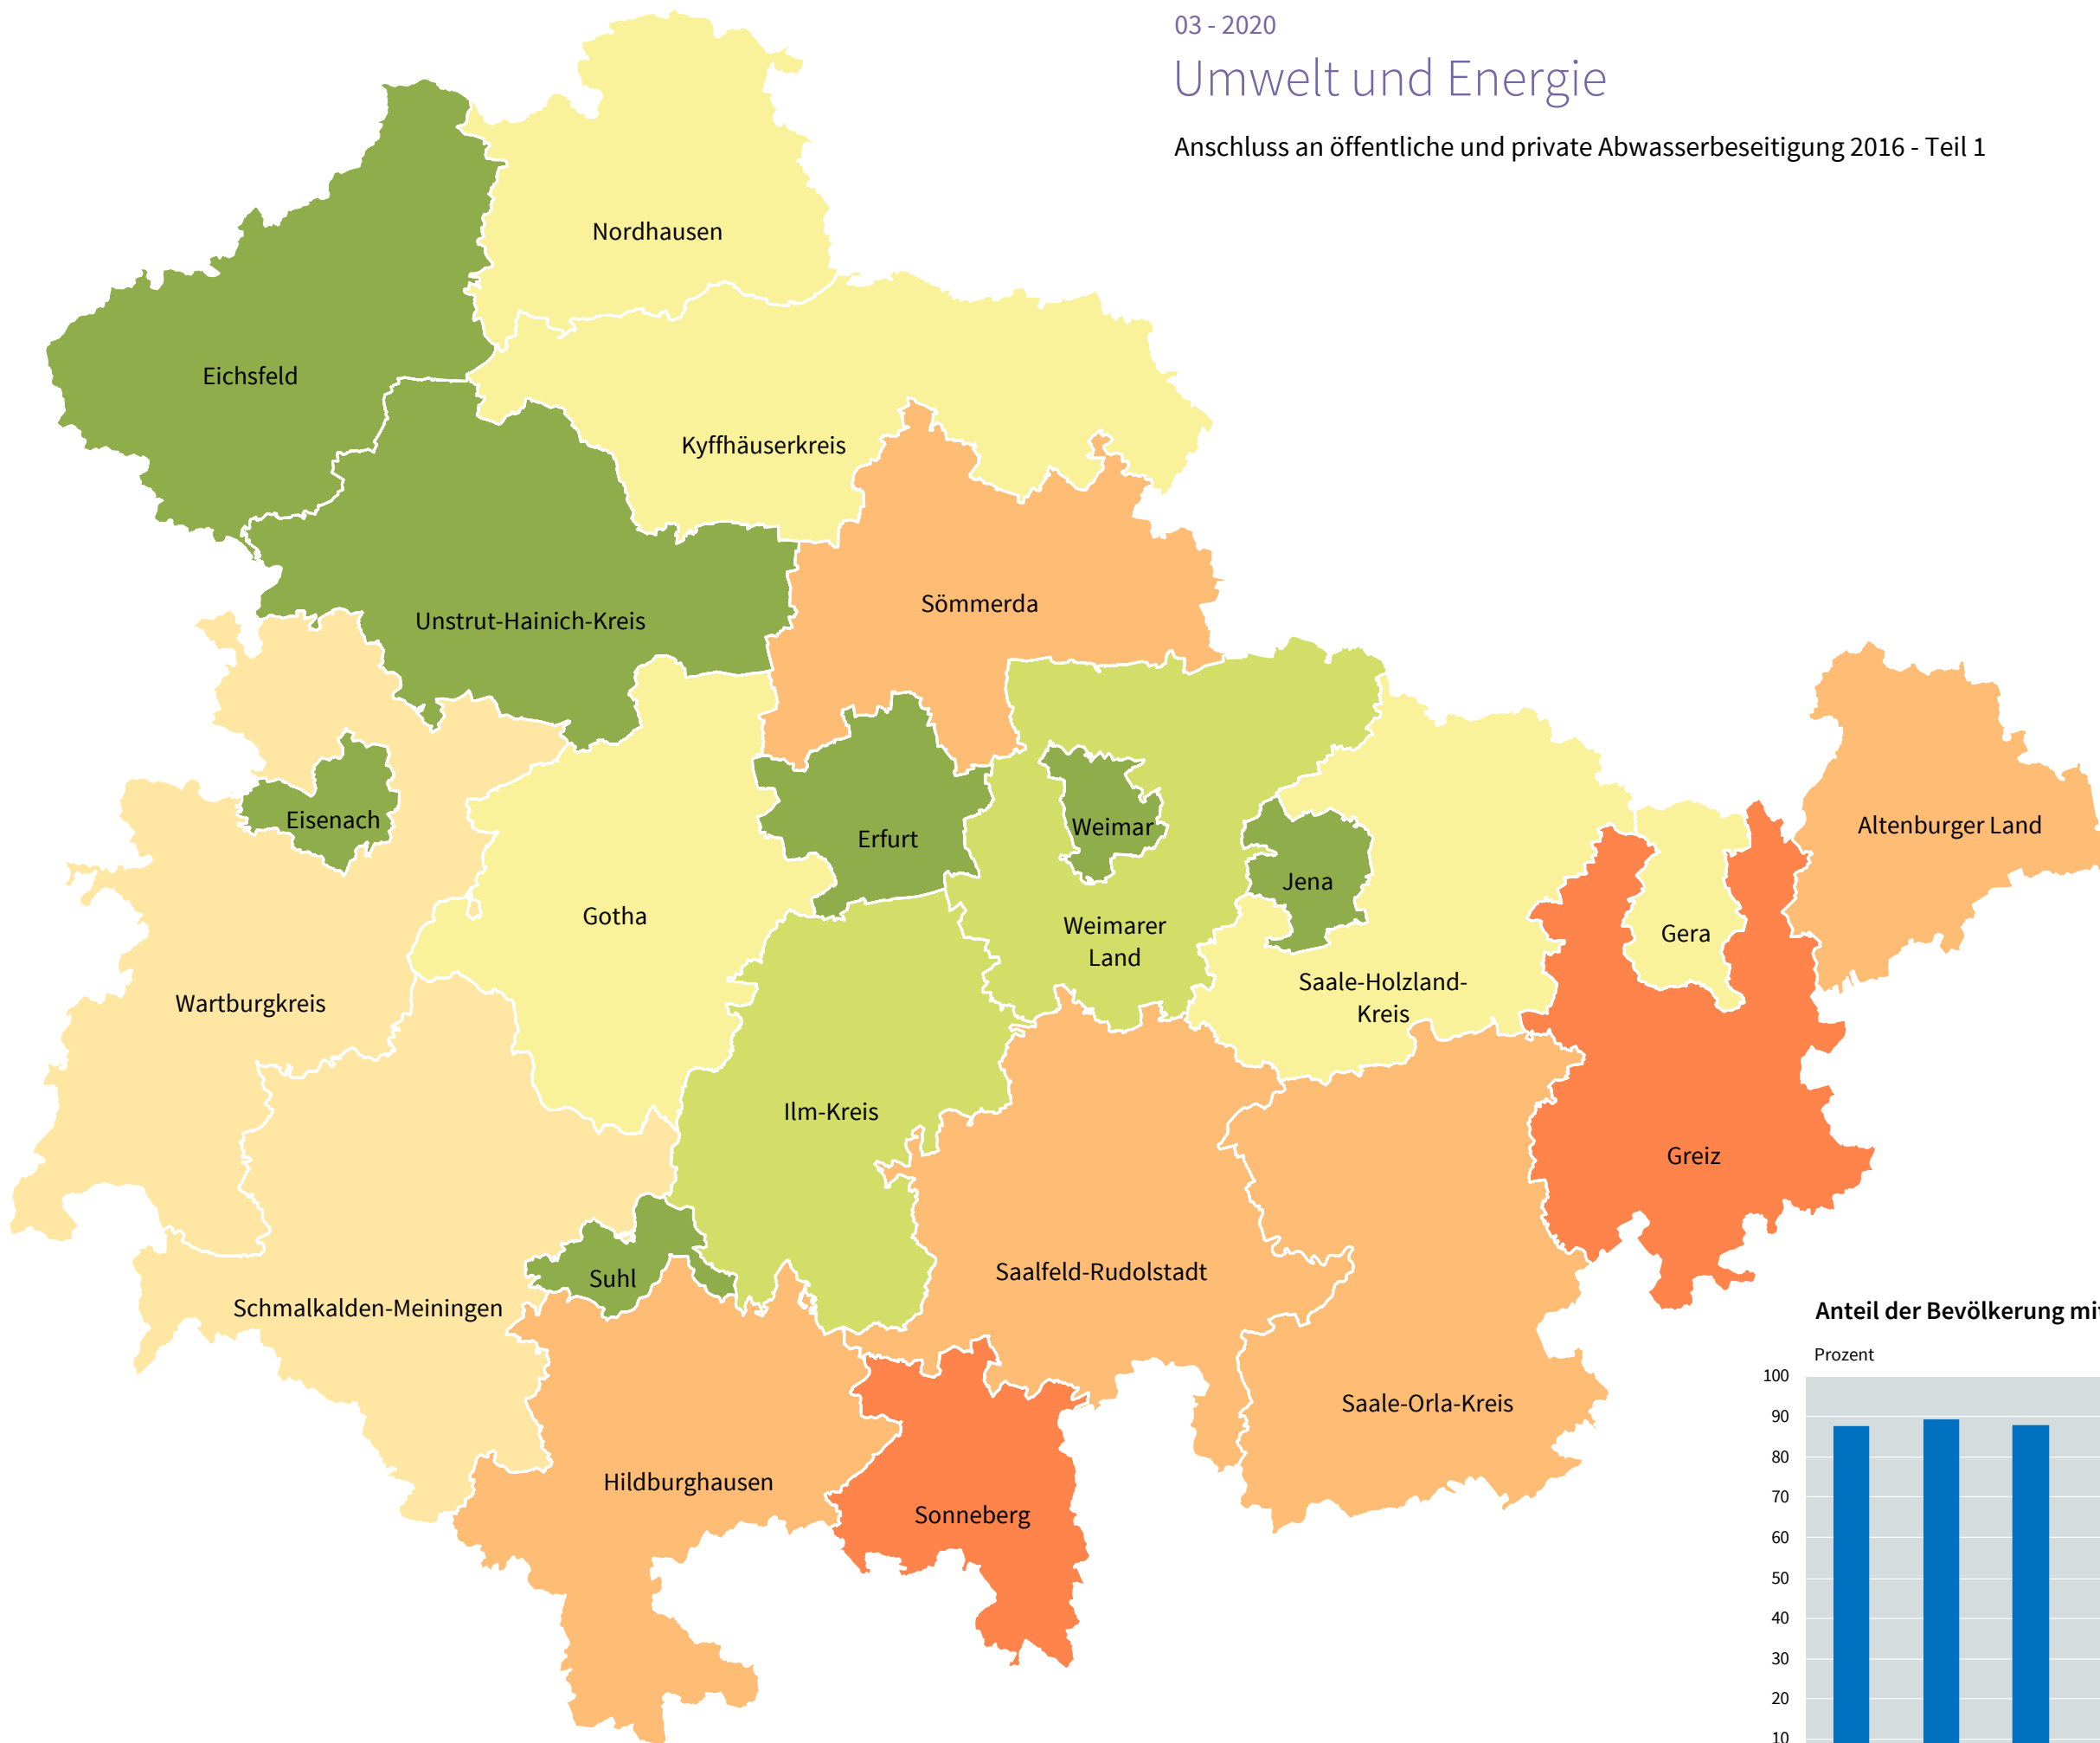 03 - 2020
Umwelt und Energie
Anschluss an öffentliche und private Abwasserbeseitigung 2016 - Teil 1
Nordhausen
Eichsfeld
Kyffhäuserkreis
Sömmerda
Unstrut-Hainich-Kreis
Eisenach
Erfurt
Weimar
Altenburger Land
Jena
Gotha
Weimarer
Land
Gera
Saale-Holzland-
Kreis
Wartburgkreis
Ilm-Kreis
Greiz
Saalfeld-Rudolstadt
Suhl
Schmalkalden-Meiningen
Saale-Orla-Kreis
Hildburghausen
Sonneberg
Anteil der Bevölkerung mit
Prozent
100
90
80
70
60
50
40
30
20
10